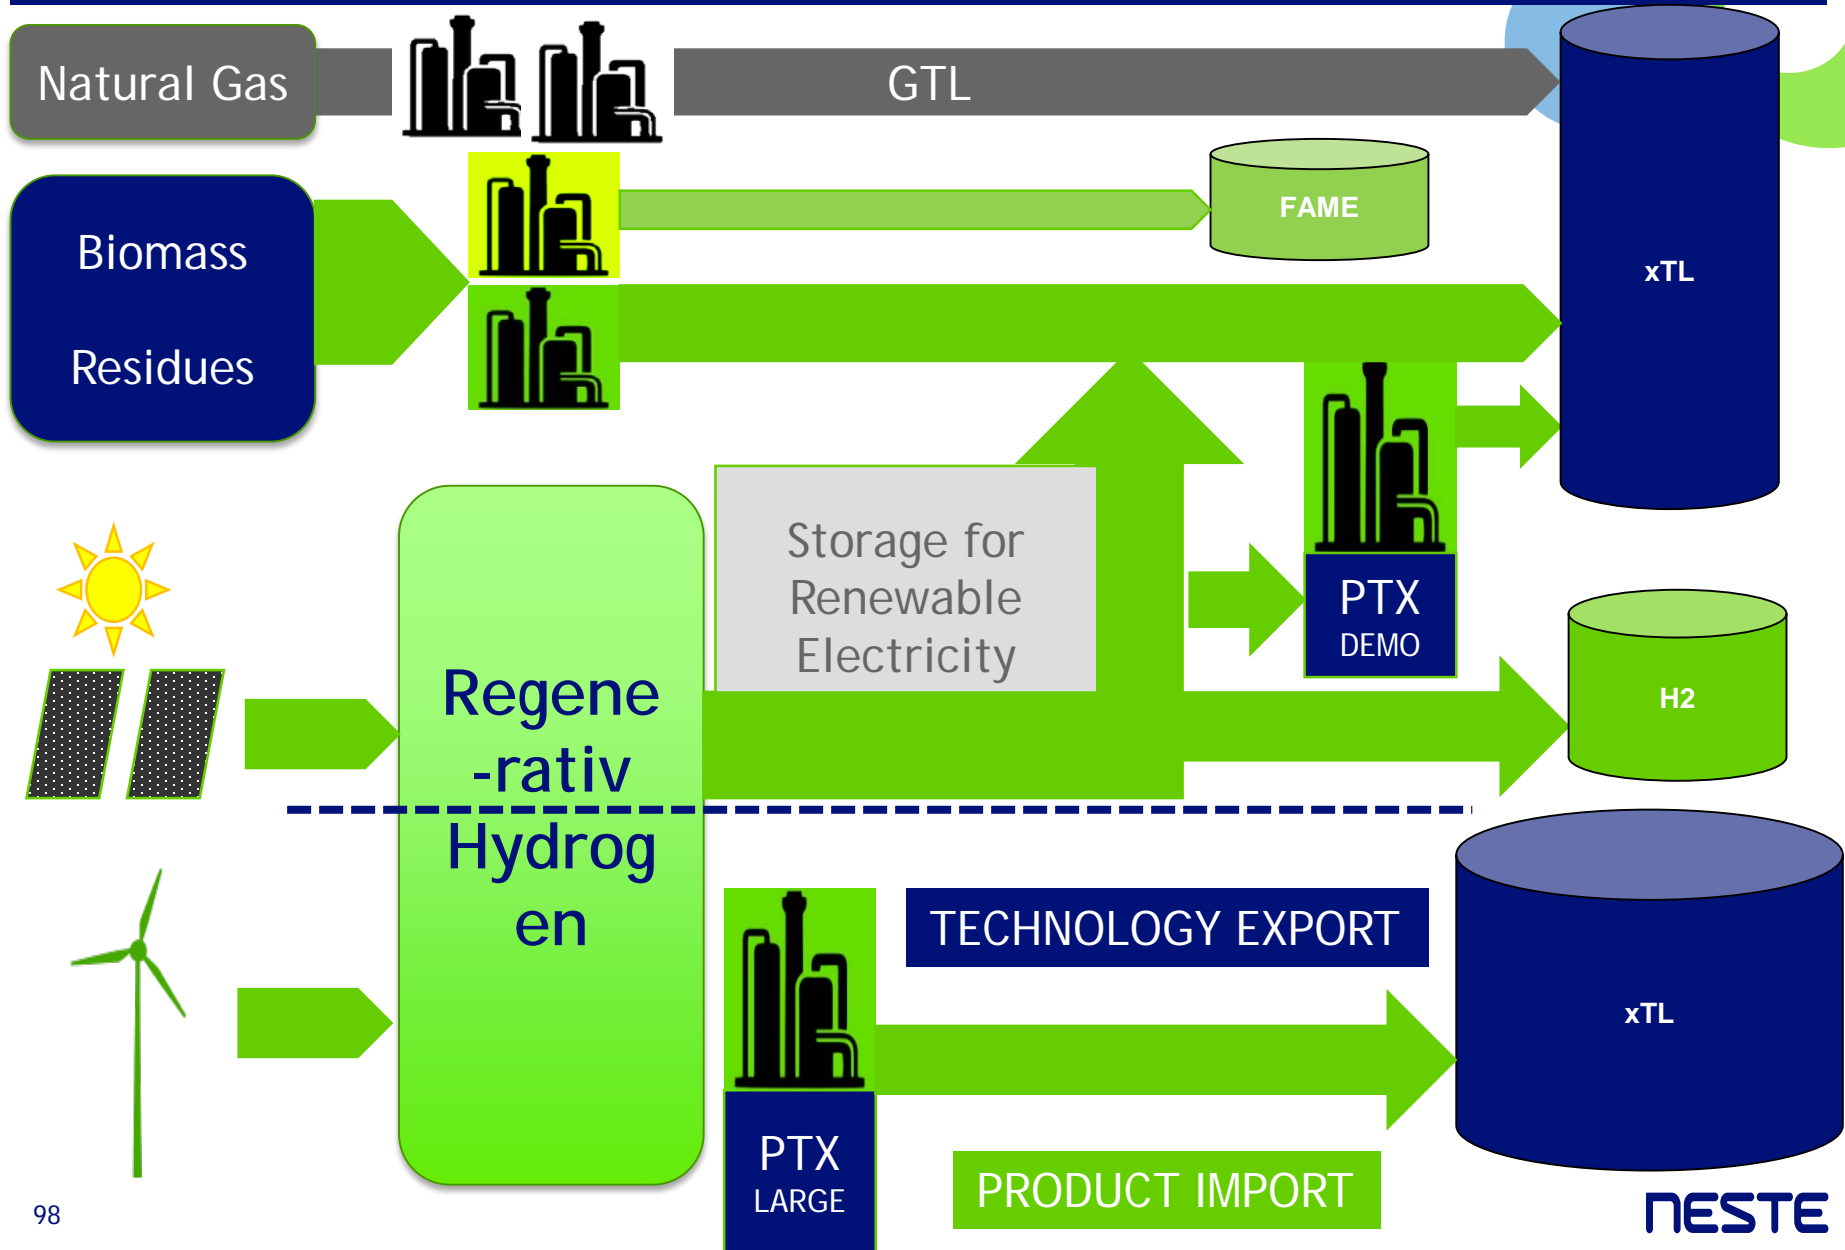 Natural Gas
GTL
Biomass
Residues
FAME
xTL
Storage for
Renewable
Electricity
PTX
DEMO
Regene
-rativ
Hydrog
en
H2
TECHNOLOGY EXPORT
xTL
PTX
LARGE
PRODUCT IMPORT
98
NESTE